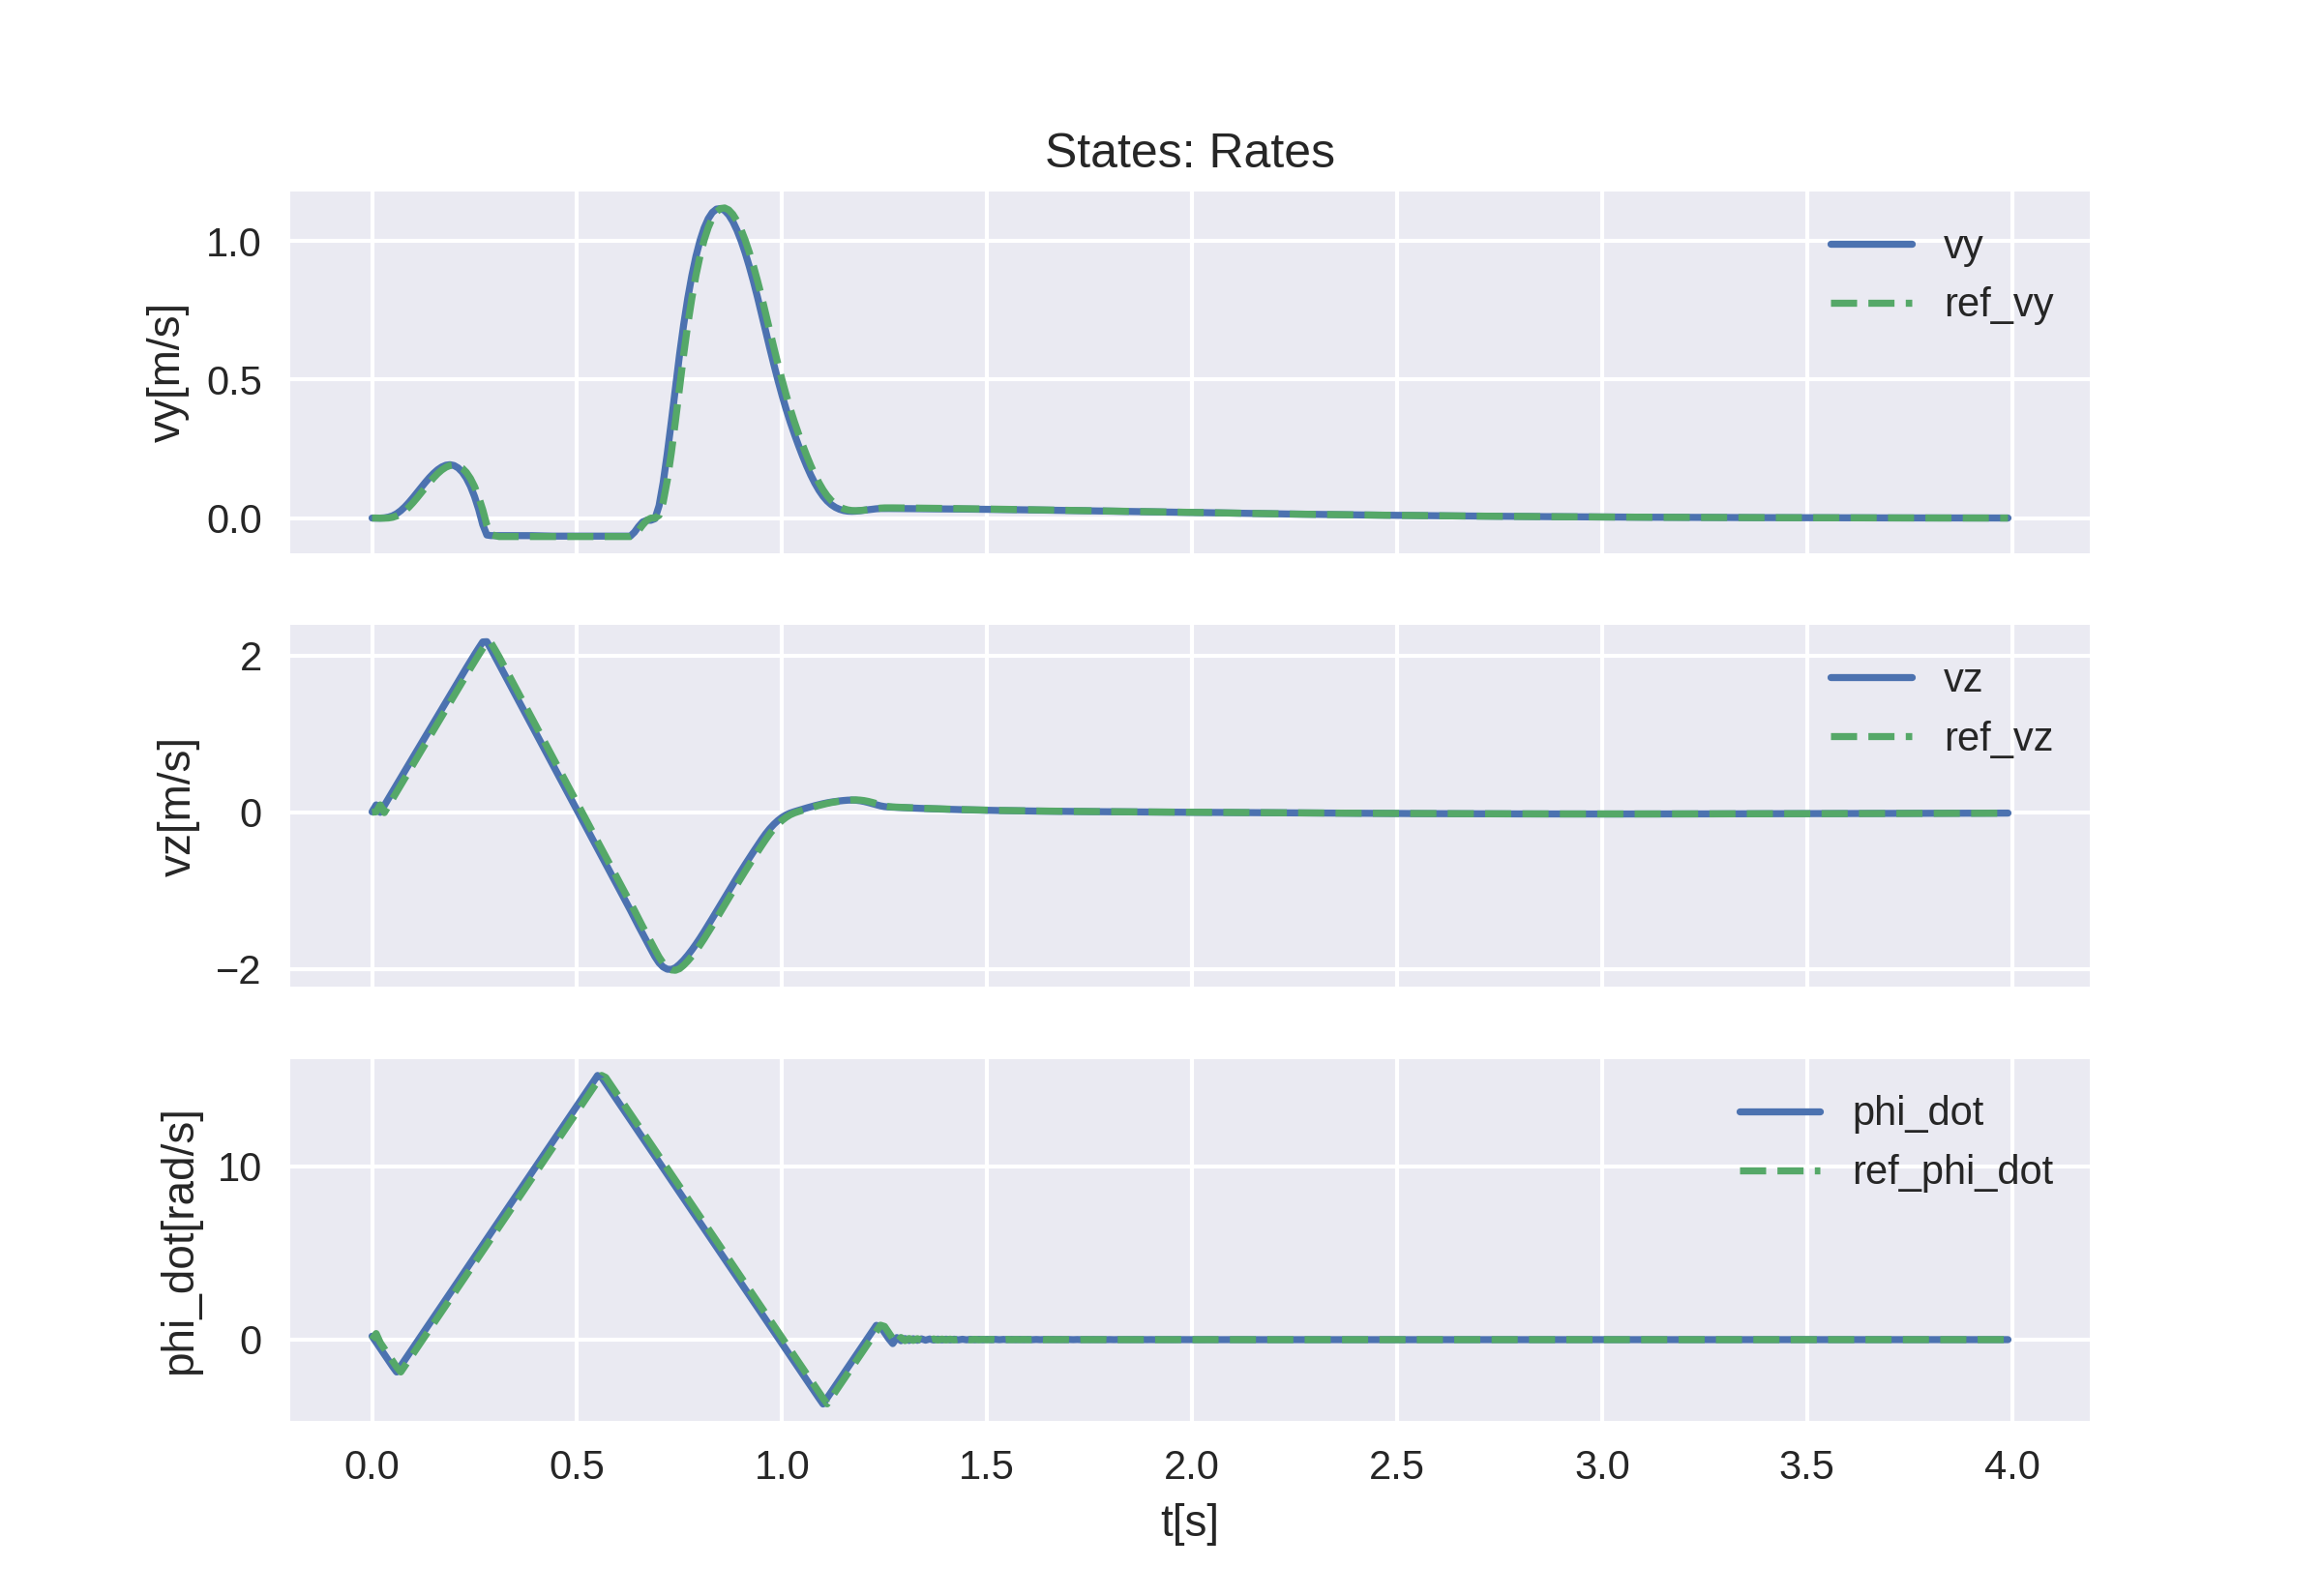 States: Rates
1.0
0.5
0.0
vy[m/s]
vy
ref_vy
2
0
−2
vz[m/s]
vz
ref_vz
10
0
phi_dot[rad/s]
phi_dot
ref_phi_dot
0.0 0.5 1.0 1.5 2.0 2.5 3.0 3.5 4.0
t[s]